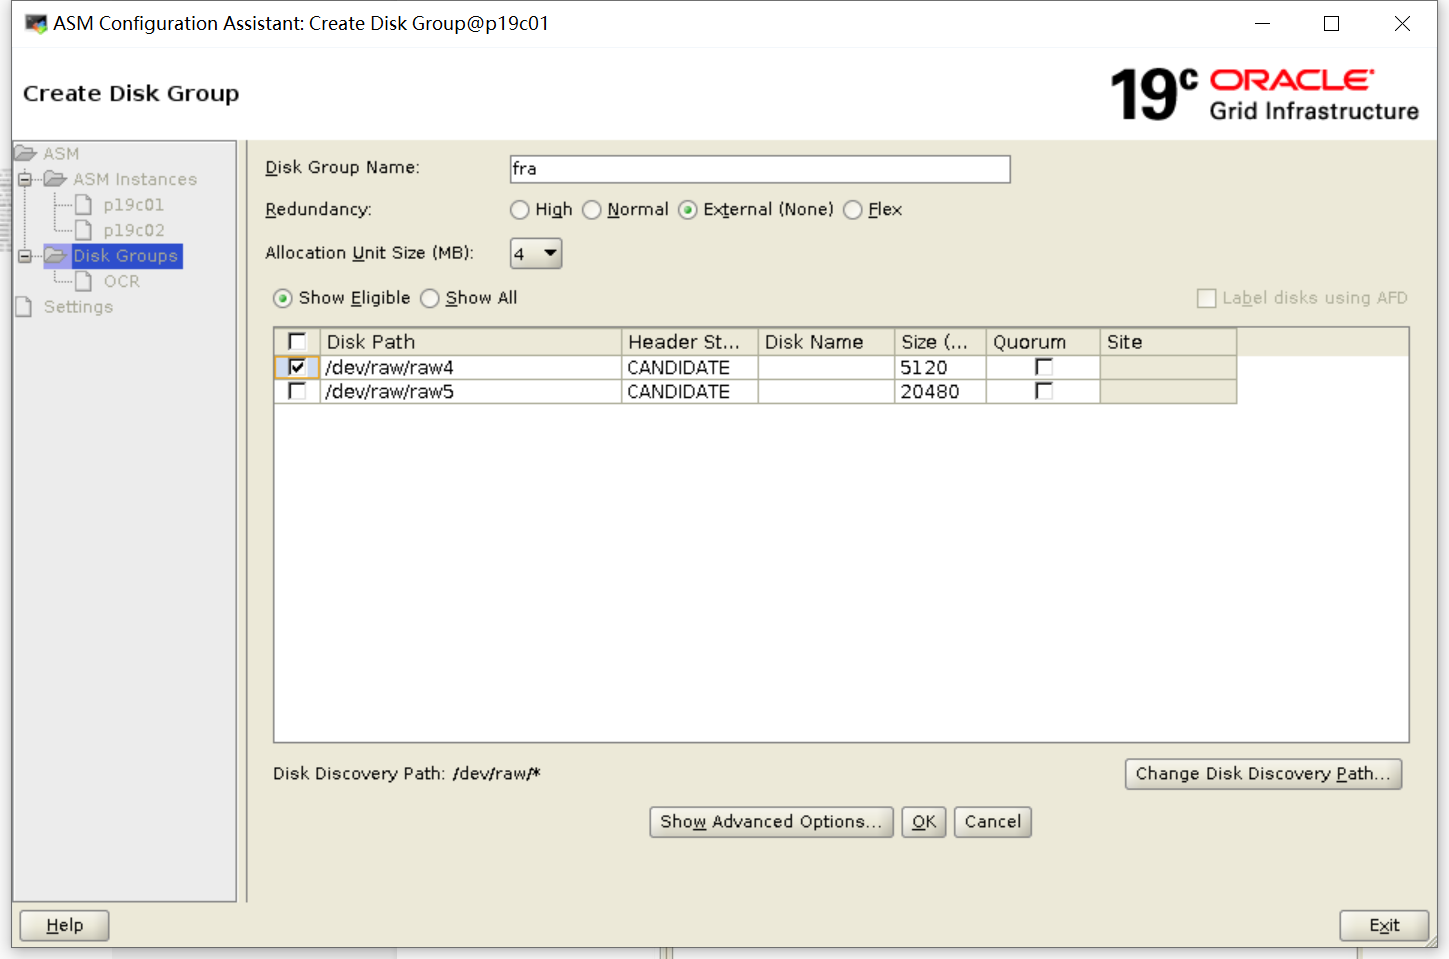 ASM Configuration Assistant: Create Disk Group@p19c01
Create Disk Group
19c ORACLE
Grid Infrastructure
ASM
ASM Instances
p19c01
p19c02
Disk Groups
OCR
Settings
Disk Group Name: fra
Redundancy: High Normal External (None) Flex
Allocation Unit Size (MB): 4
Show Eligible Show All Label disks using AFD
Disk Path Header St... Disk Name Size (... Quorum Site
/dev/raw/raw4 CANDIDATE 5120
/dev/raw/raw5 CANDIDATE 20480
Disk Discovery Path: /dev/raw/* Change Disk Discovery Path...
Show Advanced Options... OK Cancel
Help Exit